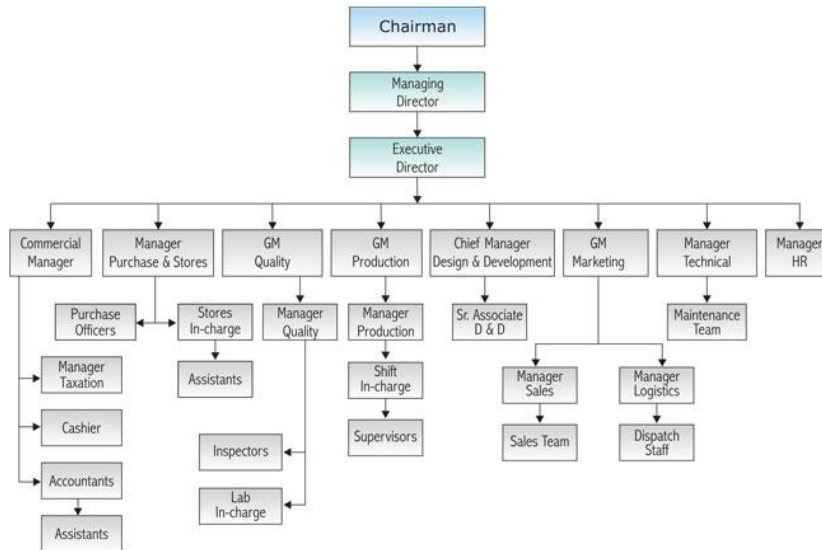 Chairman
Managing
Director
Executive
Director
Commercial
Manager
Manager
Purchase & Stores
GM
Quality
GM
Production
Chief Manager
Design & Development
GM
Marketing
Manager
Technical
Manager
HR
Purchase
Officers
Stores
In-charge
Manager
Quality
Manager
Production
Sr. Associate
D & D
Maintenance
Team
Manager
Taxation
Assistants
Shift
In-charge
Manager
Sales
Manager
Logistics
Cashier
Supervisors
Sales Team
Dispatch
Staff
Inspectors
Accountants
Lab
In-charge
Assistants